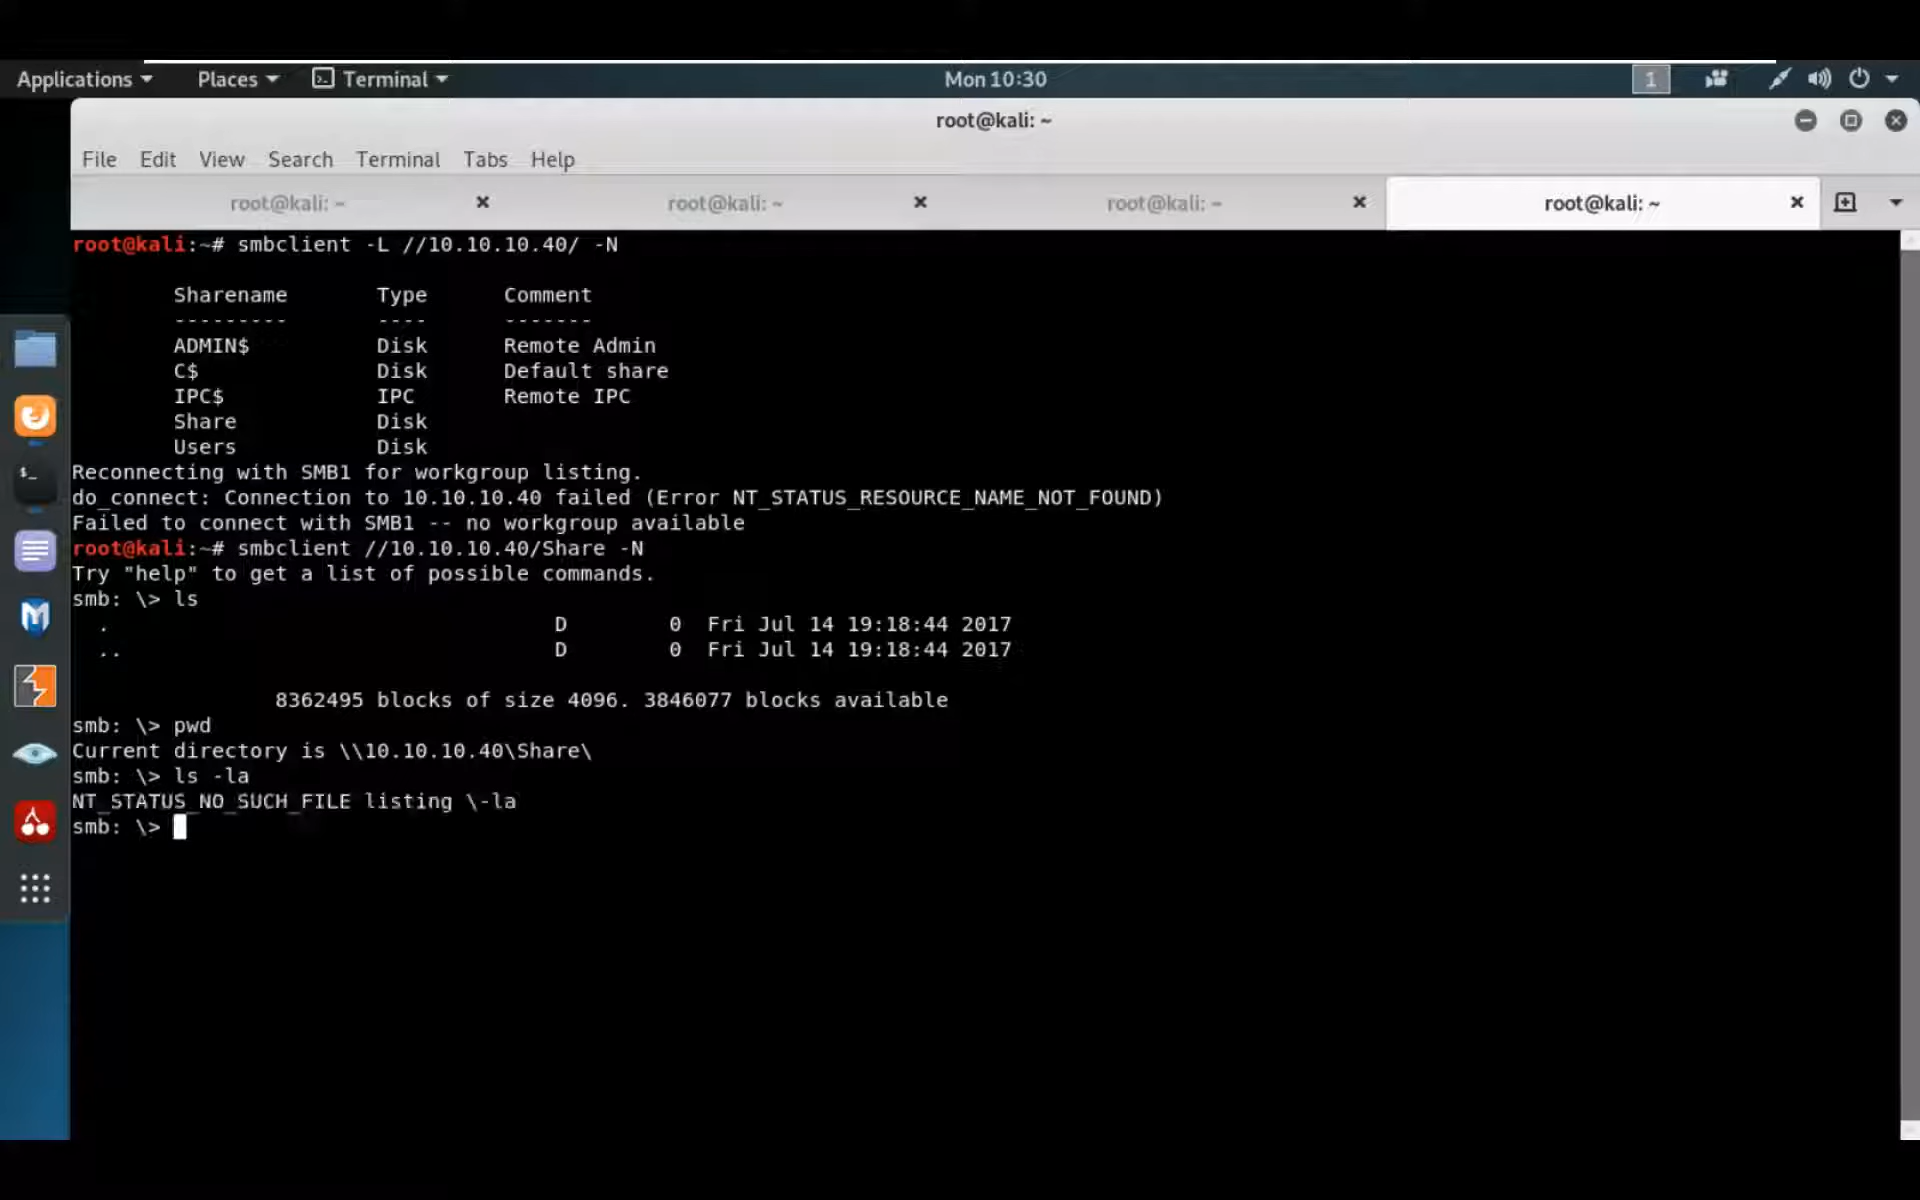 Applications Places Terminal Mon 10:30 1
root@kali: ~
File Edit View Search Terminal Tabs Help
root@kali: ~ root@kali: ~ root@kali: ~ root@kali: ~
root@kali:~# smbclient -L //10.10.10.40/ -N
Sharename Type Comment
--------- ---- -------
ADMIN$ Disk Remote Admin
C$ Disk Default share
IPC$ IPC Remote IPC
Share Disk
Users Disk
Reconnecting with SMB1 for workgroup listing.
do_connect: Connection to 10.10.10.40 failed (Error NT_STATUS_RESOURCE_NAME_NOT_FOUND)
Failed to connect with SMB1 -- no workgroup available
root@kali:~# smbclient //10.10.10.40/Share -N
Try "help" to get a list of possible commands.
smb: \> ls
. D 0 Fri Jul 14 19:18:44 2017
.. D 0 Fri Jul 14 19:18:44 2017
8362495 blocks of size 4096. 3846077 blocks available
smb: \> pwd
Current directory is \\10.10.10.40\Share\
smb: \> ls -la
NT_STATUS_NO_SUCH_FILE listing \-la
smb: \>